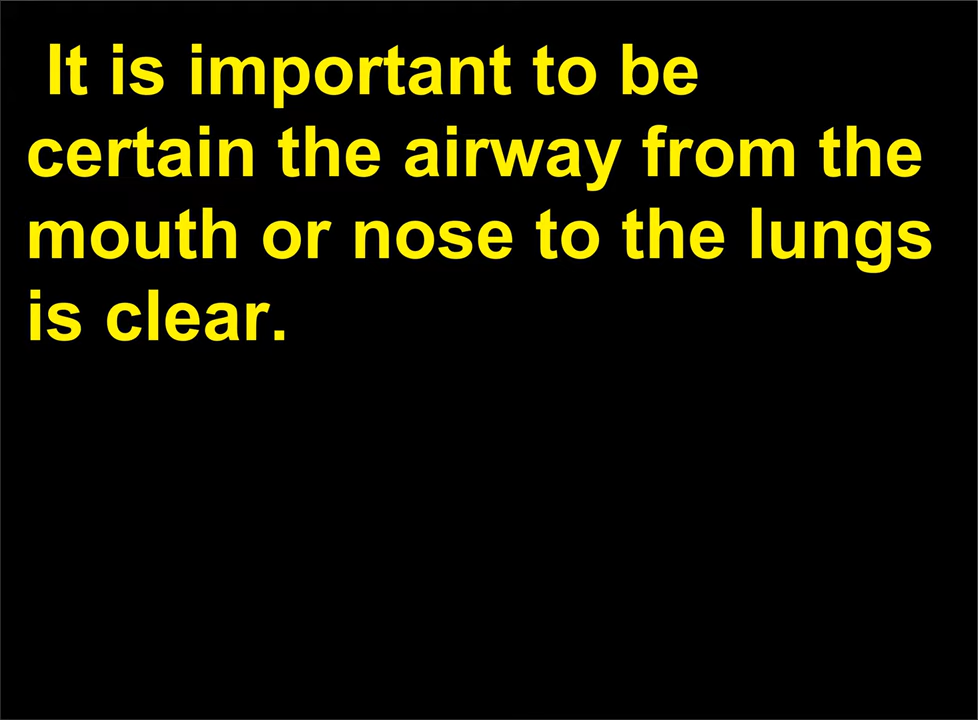 It is important to be
certain the airway from the
mouth or nose to the lungs
is clear.